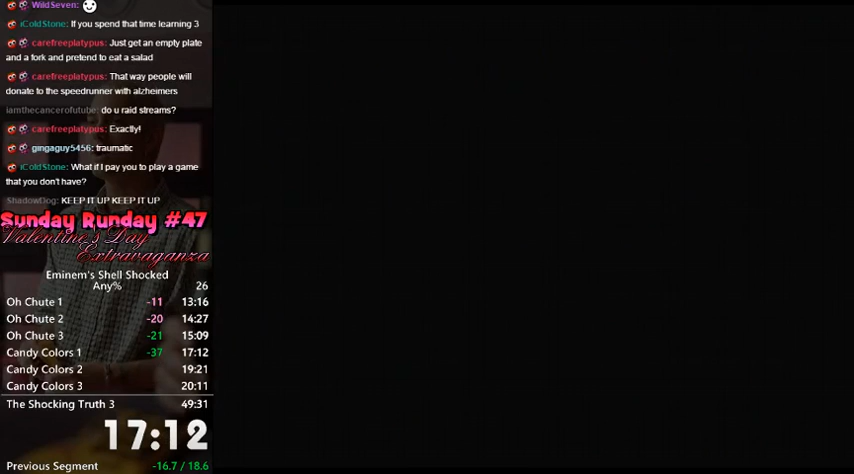 WildSeven:
iColdStone: If you spend that time learning 3
carefreeplatypus: Just get an empty plate
and a fork and pretend to eat a salad
carefreeplatypus: That way people will
donate to the speedrunner with alzheimers
iamthecancerofutube: do u raid streams?
carefreeplatypus: Exactly!
gingaguy5456: traumatic
iColdStone: What if I pay you to play a game
that you don't have?
ShadowDog: KEEP IT UP KEEP IT UP
Sunday Runday #47
Valentine's Day
Extravaganza
Eminem's Shell Shocked
Any% 26
Oh Chute 1 -11 13:16
Oh Chute 2 -20 14:27
Oh Chute 3 -21 15:09
Candy Colors 1 -37 17:12
Candy Colors 2 19:21
Candy Colors 3 20:11
The Shocking Truth 3 49:31
17:12
Previous Segment -16.7 / 18.6